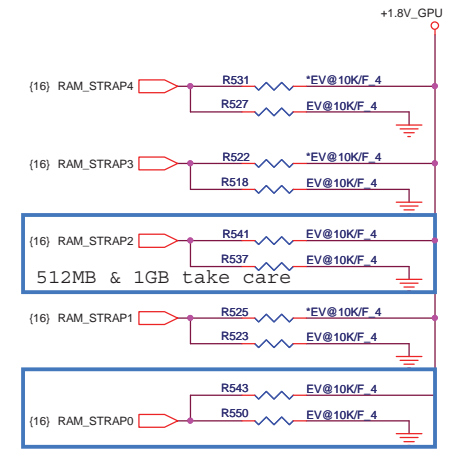 +1.8V_GPU
{16} RAM_STRAP4 R531 *EV@10K/F_4
R527 EV@10K/F_4
{16} RAM_STRAP3 R522 *EV@10K/F_4
R518 EV@10K/F_4
{16} RAM_STRAP2 R541 EV@10K/F_4
R537 EV@10K/F_4
512MB & 1GB take care
{16} RAM_STRAP1 R525 *EV@10K/F_4
R523 EV@10K/F_4
R543 EV@10K/F_4
{16} RAM_STRAP0 R550 EV@10K/F_4